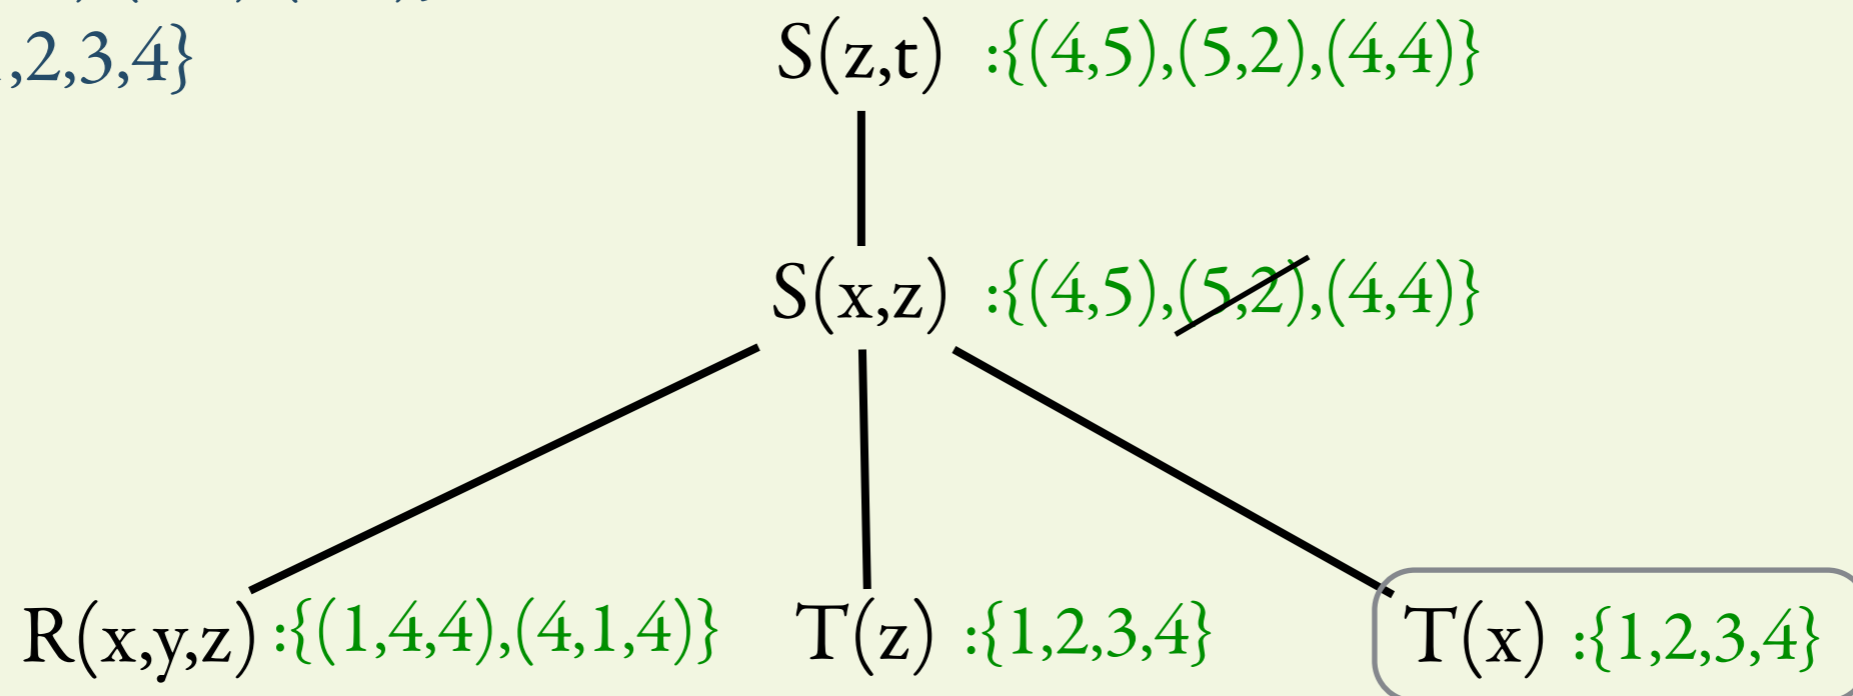 ,2,3,4}
S(z,t) :{(4,5),(5,2),(4,4)}
S(x,z) :{(4,5),(5,2),(4,4)}
R(x,y,z) :{(1,4,4),(4,1,4)} T(z) :{1,2,3,4} T(x) :{1,2,3,4}